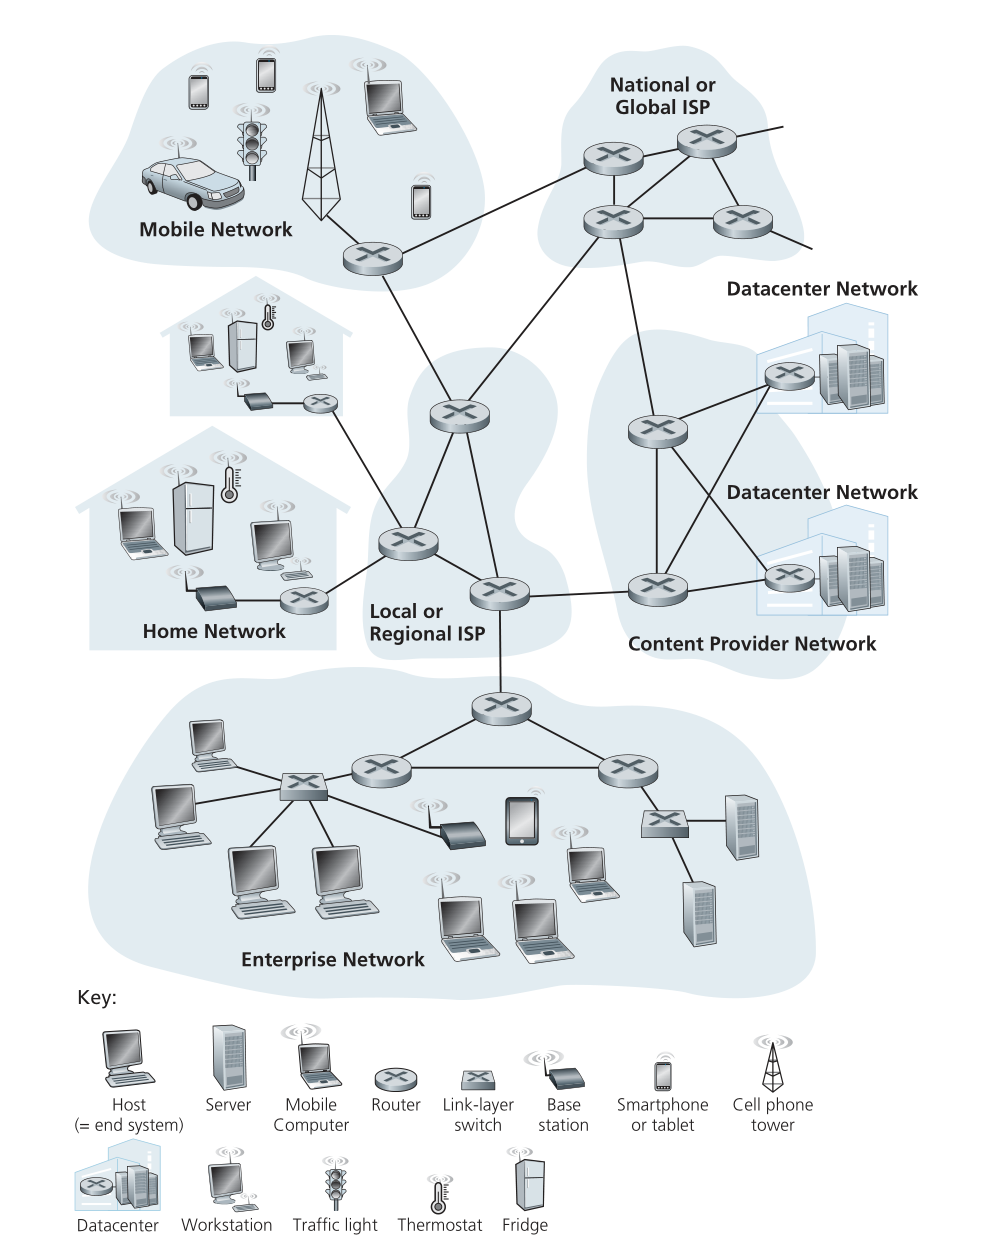 National or
Global ISP
Mobile Network
Datacenter Network
Datacenter Network
Local or
Regional ISP
Home Network
Content Provider Network
Enterprise Network
Key:
Host
(= end system)
Server
Mobile
Computer
Router
Link-layer
switch
Base
station
Smartphone
or tablet
Cell phone
tower
Datacenter
Workstation
Traffic light
Thermostat
Fridge